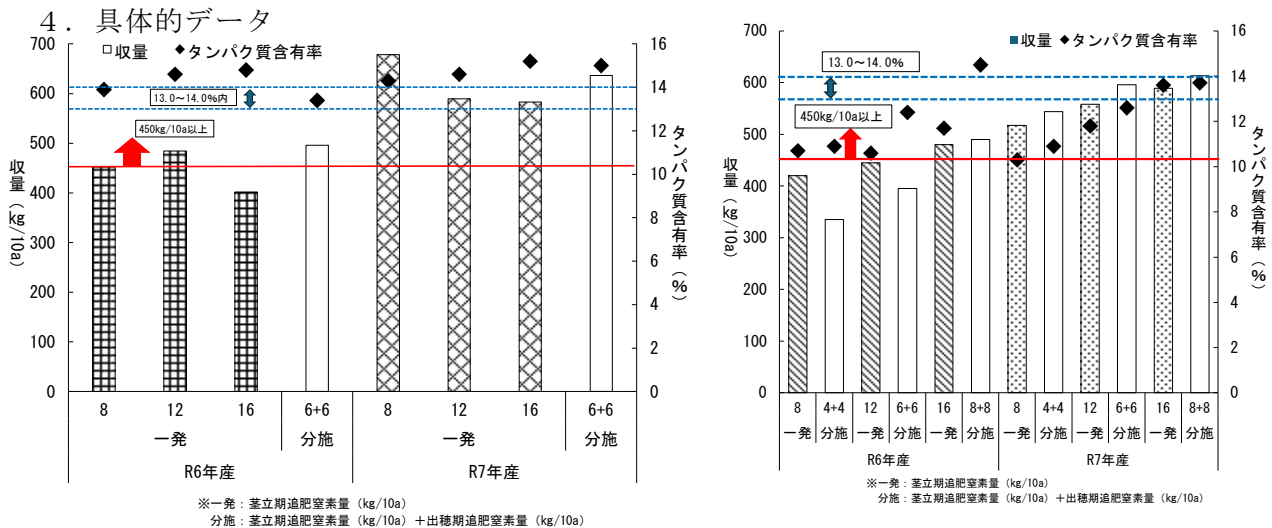 ４．具体的データ
□収量 ◆タンパク質含有率
収量（kg/10a）
700
600
500
400
300
200
100
0
13.0～14.0％内
450kg/10a以上
16
14
12
10
8
6
4
2
0
タンパク質含有率（％）
8 12 16 6+6 8 12 16 6+6
一発 分施 一発 分施
R6年産 R7年産
※一発：茎立期追肥窒素量（kg/10a）
分施：茎立期追肥窒素量（kg/10a）＋出穂期追肥窒素量（kg/10a）
■収量 ◆タンパク質含有率
収量（kg/10a）
700
600
500
400
300
200
100
0
13.0～14.0％
450kg/10a以上
16
14
12
10
8
6
4
2
0
タンパク質含有率（％）
8 4+4 12 6+6 16 8+8 8 4+4 12 6+6 16 8+8
一発 分施 一発 分施 一発 分施 一発 分施 一発 分施 一発 分施
R6年産 R7年産
※一発：茎立期追肥窒素量（kg/10a）
分施：茎立期追肥窒素量（kg/10a）＋出穂期追肥窒素量（kg/10a）